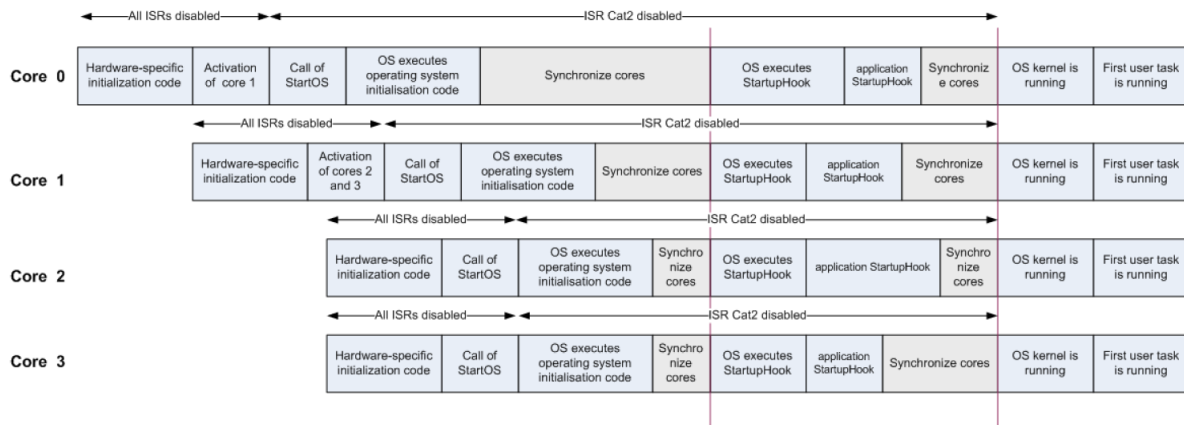 All ISRs disabled
ISR Cat2 disabled
Core 0
Hardware-specific
initialization code
Activation
of core 1
Call of
StartOS
OS executes
operating system
initialisation code
Synchronize cores
OS executes
StartupHook
application
StartupHook
Synchroniz
e cores
OS kernel is
running
First user task
is running
All ISRs disabled
ISR Cat2 disabled
Core 1
Hardware-specific
initialization code
Activation
of cores 2
and 3
Call of
StartOS
OS executes
operating system
initialisation code
Synchronize cores
OS executes
StartupHook
application
StartupHook
Synchronize
cores
OS kernel is
running
First user task
is running
All ISRs disabled
ISR Cat2 disabled
Core 2
Hardware-specific
initialization code
Call of
StartOS
OS executes
operating system
initialisation code
Synchro
nize
cores
OS executes
StartupHook
application StartupHook
Synchro
nize
cores
OS kernel is
running
First user task
is running
All ISRs disabled
ISR Cat2 disabled
Core 3
Hardware-specific
initialization code
Call of
StartOS
OS executes
operating system
initialisation code
Synchro
nize
cores
OS executes
StartupHook
application
StartupHook
Synchronize cores
OS kernel is
running
First user task
is running